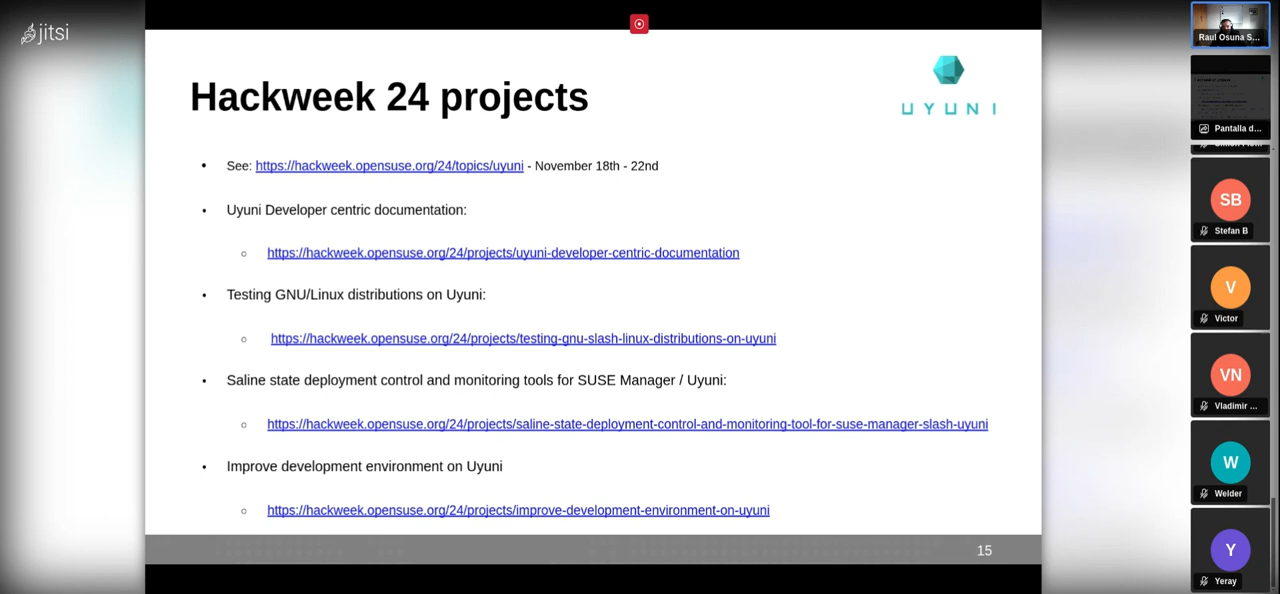 jitsi
Hackweek 24 projects
UYUNI
• See: https://hackweek.opensuse.org/24/topics/uyuni - November 18th - 22nd
• Uyuni Developer centric documentation:
○ https://hackweek.opensuse.org/24/projects/uyuni-developer-centric-documentation
• Testing GNU/Linux distributions on Uyuni:
○ https://hackweek.opensuse.org/24/projects/testing-gnu-slash-linux-distributions-on-uyuni
• Saline state deployment control and monitoring tools for SUSE Manager / Uyuni:
○ https://hackweek.opensuse.org/24/projects/saline-state-deployment-control-and-monitoring-tool-for-suse-manager-slash-uyuni
• Improve development environment on Uyuni
○ https://hackweek.opensuse.org/24/projects/improve-development-environment-on-uyuni
15
Raul Osuna S...
Pantalla d...
SB
Stefan B
V
Victor
VN
Vladimir ...
W
Welder
Y
Yeray